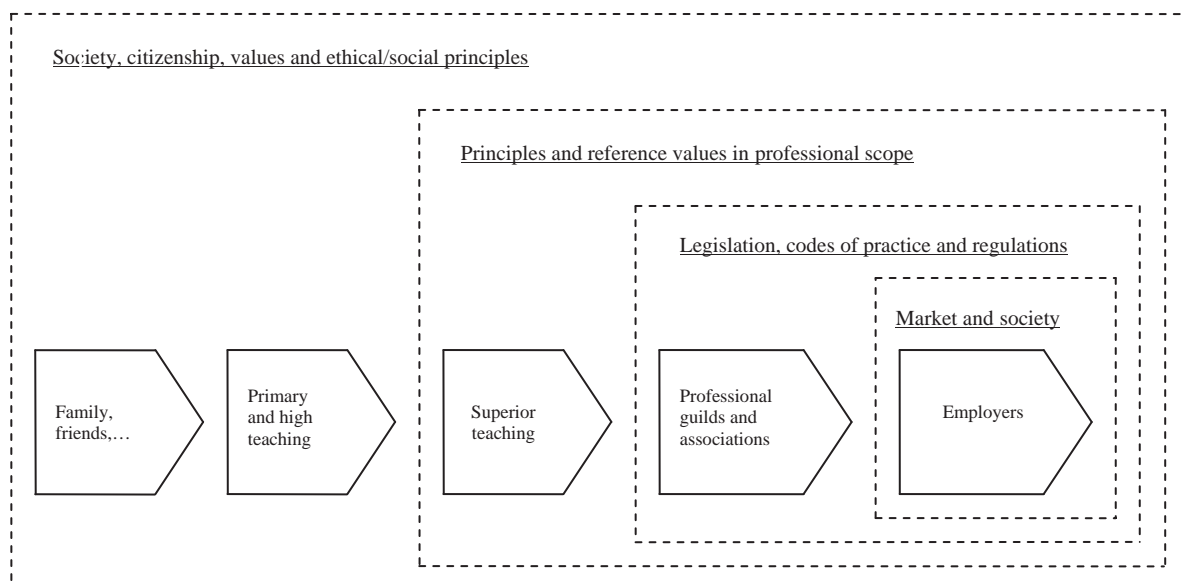 Society, citizenship, values and ethical/social principles
Principles and reference values in professional scope
Legislation, codes of practice and regulations
Market and society
Family,
friends,…
Primary
and high
teaching
Superior
teaching
Professional
guilds and
associations
Employers